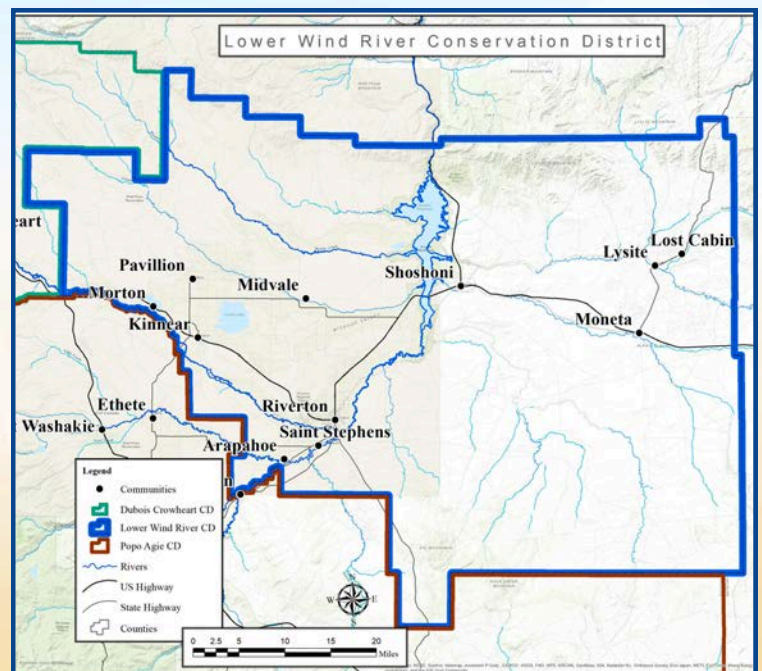 Lower Wind River Conservation District
eart
Pavillion
Midvale
Morton
Kinnear
Shoshoni
Lysite
Lost Cabin
Moneta
Ethete
Washakie
Riverton
Saint Stephens
Arapahoe
n
Legend
Communities
Dubois Crowheart CD
Lower Wind River CD
Popo Agie CD
Rivers
US Highway
State Highway
Counties
N
W E
S
0 2.5 5 10 15 20
Miles